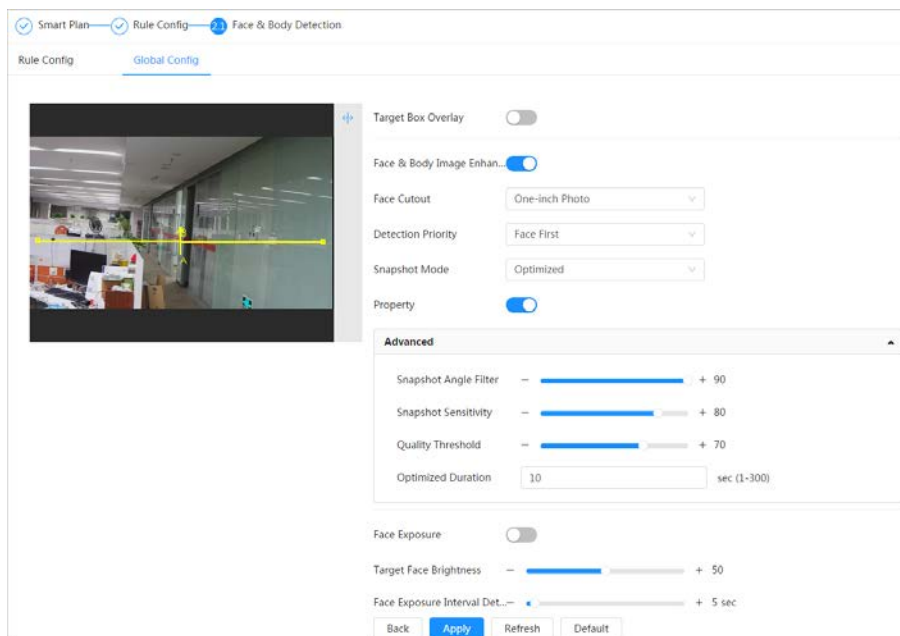 Smart Plan Rule Config 2.1 Face & Body Detection
Rule Config Global Config
Target Box Overlay
Face & Body Image Enhan...
Face Cutout One-inch Photo
Detection Priority Face First
Snapshot Mode Optimized
Property
Advanced
Snapshot Angle Filter − + 90
Snapshot Sensitivity − + 80
Quality Threshold − + 70
Optimized Duration 10 sec (1-300)
Face Exposure
Target Face Brightness − + 50
Face Exposure Interval Det... − + 5 sec
Back Apply Refresh Default